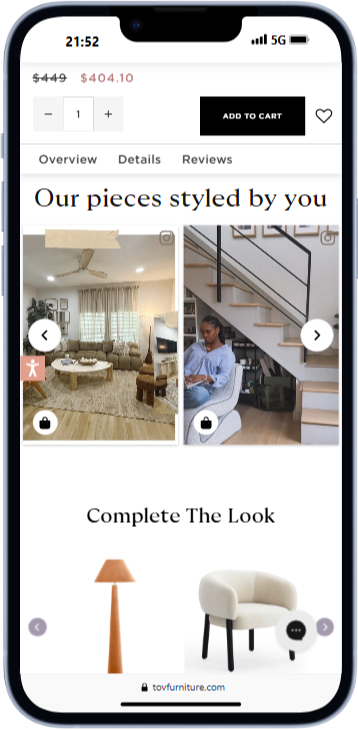 21:52 5G
$449 $404.10
− 1 + ADD TO CART
Overview Details Reviews
Our pieces styled by you
Complete The Look
tovfurniture.com